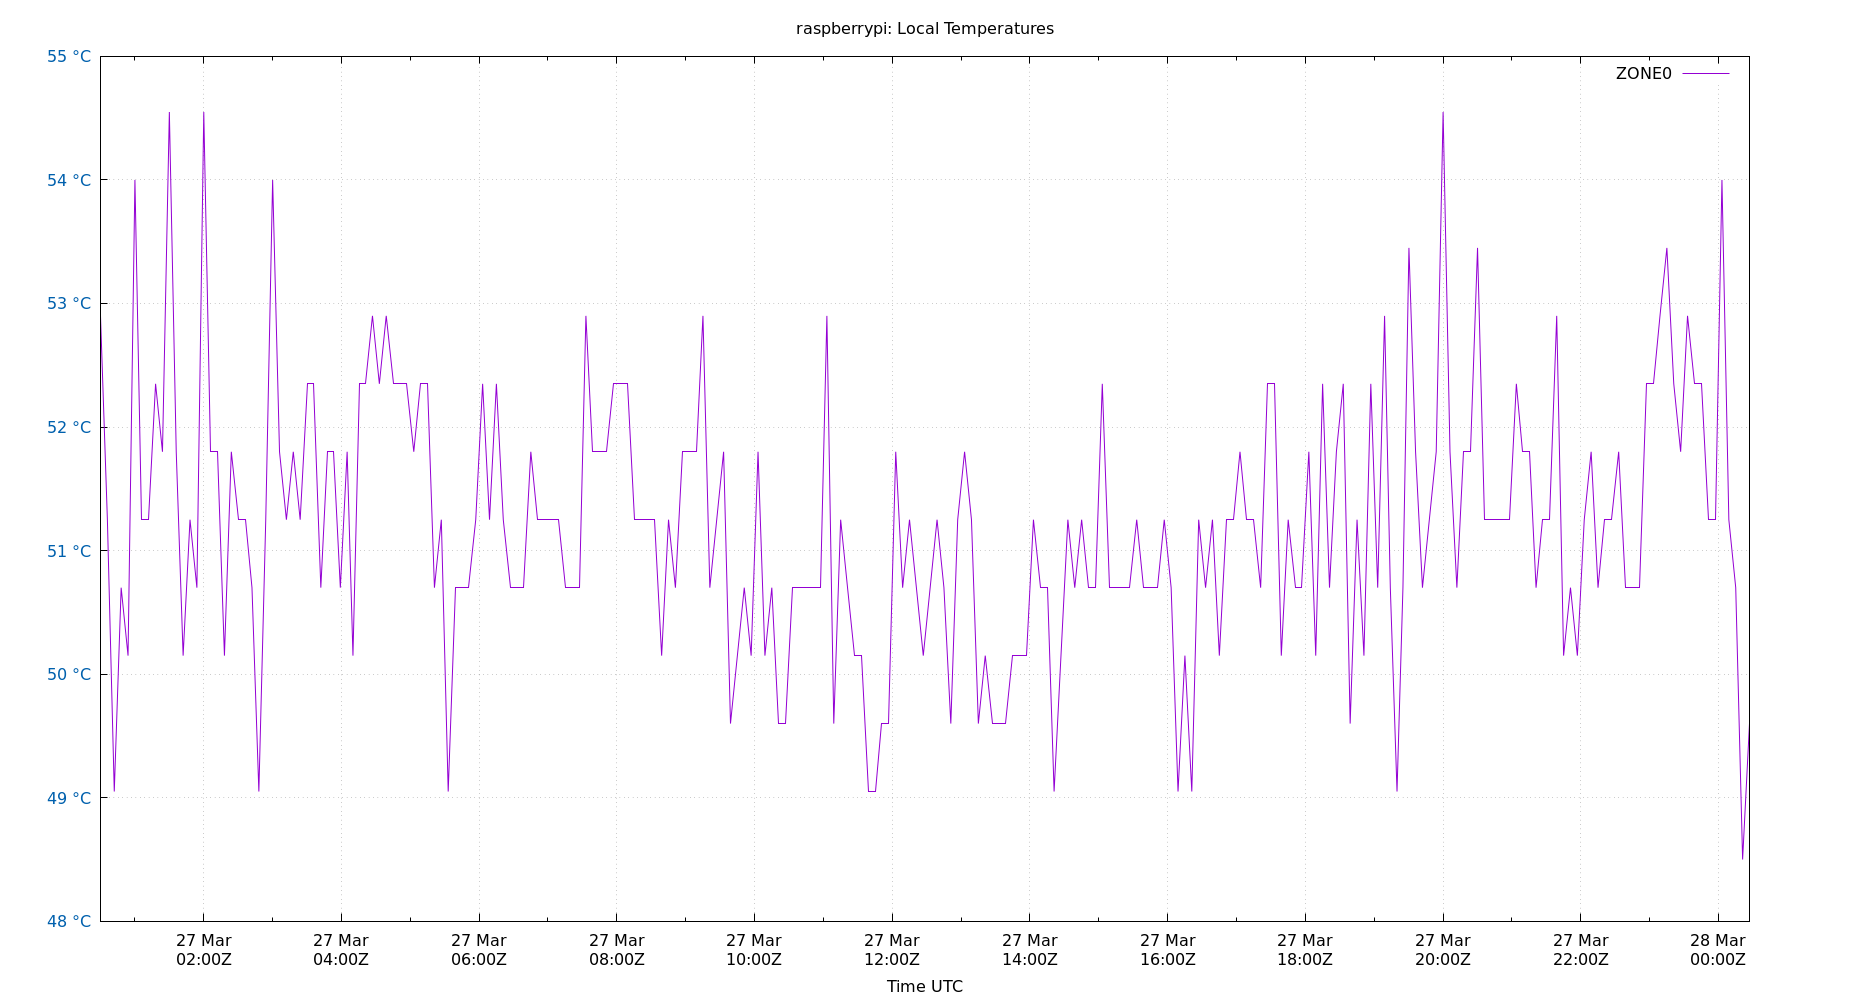 raspberrypi: Local Temperatures
55 °C
ZONE0
54 °C
53 °C
52 °C
51 °C
50 °C
49 °C
48 °C
27 Mar 27 Mar 27 Mar 27 Mar 27 Mar 27 Mar 27 Mar 27 Mar 27 Mar 27 Mar 27 Mar 28 Mar
02:00Z 04:00Z 06:00Z 08:00Z 10:00Z 12:00Z 14:00Z 16:00Z 18:00Z 20:00Z 22:00Z 00:00Z
Time UTC